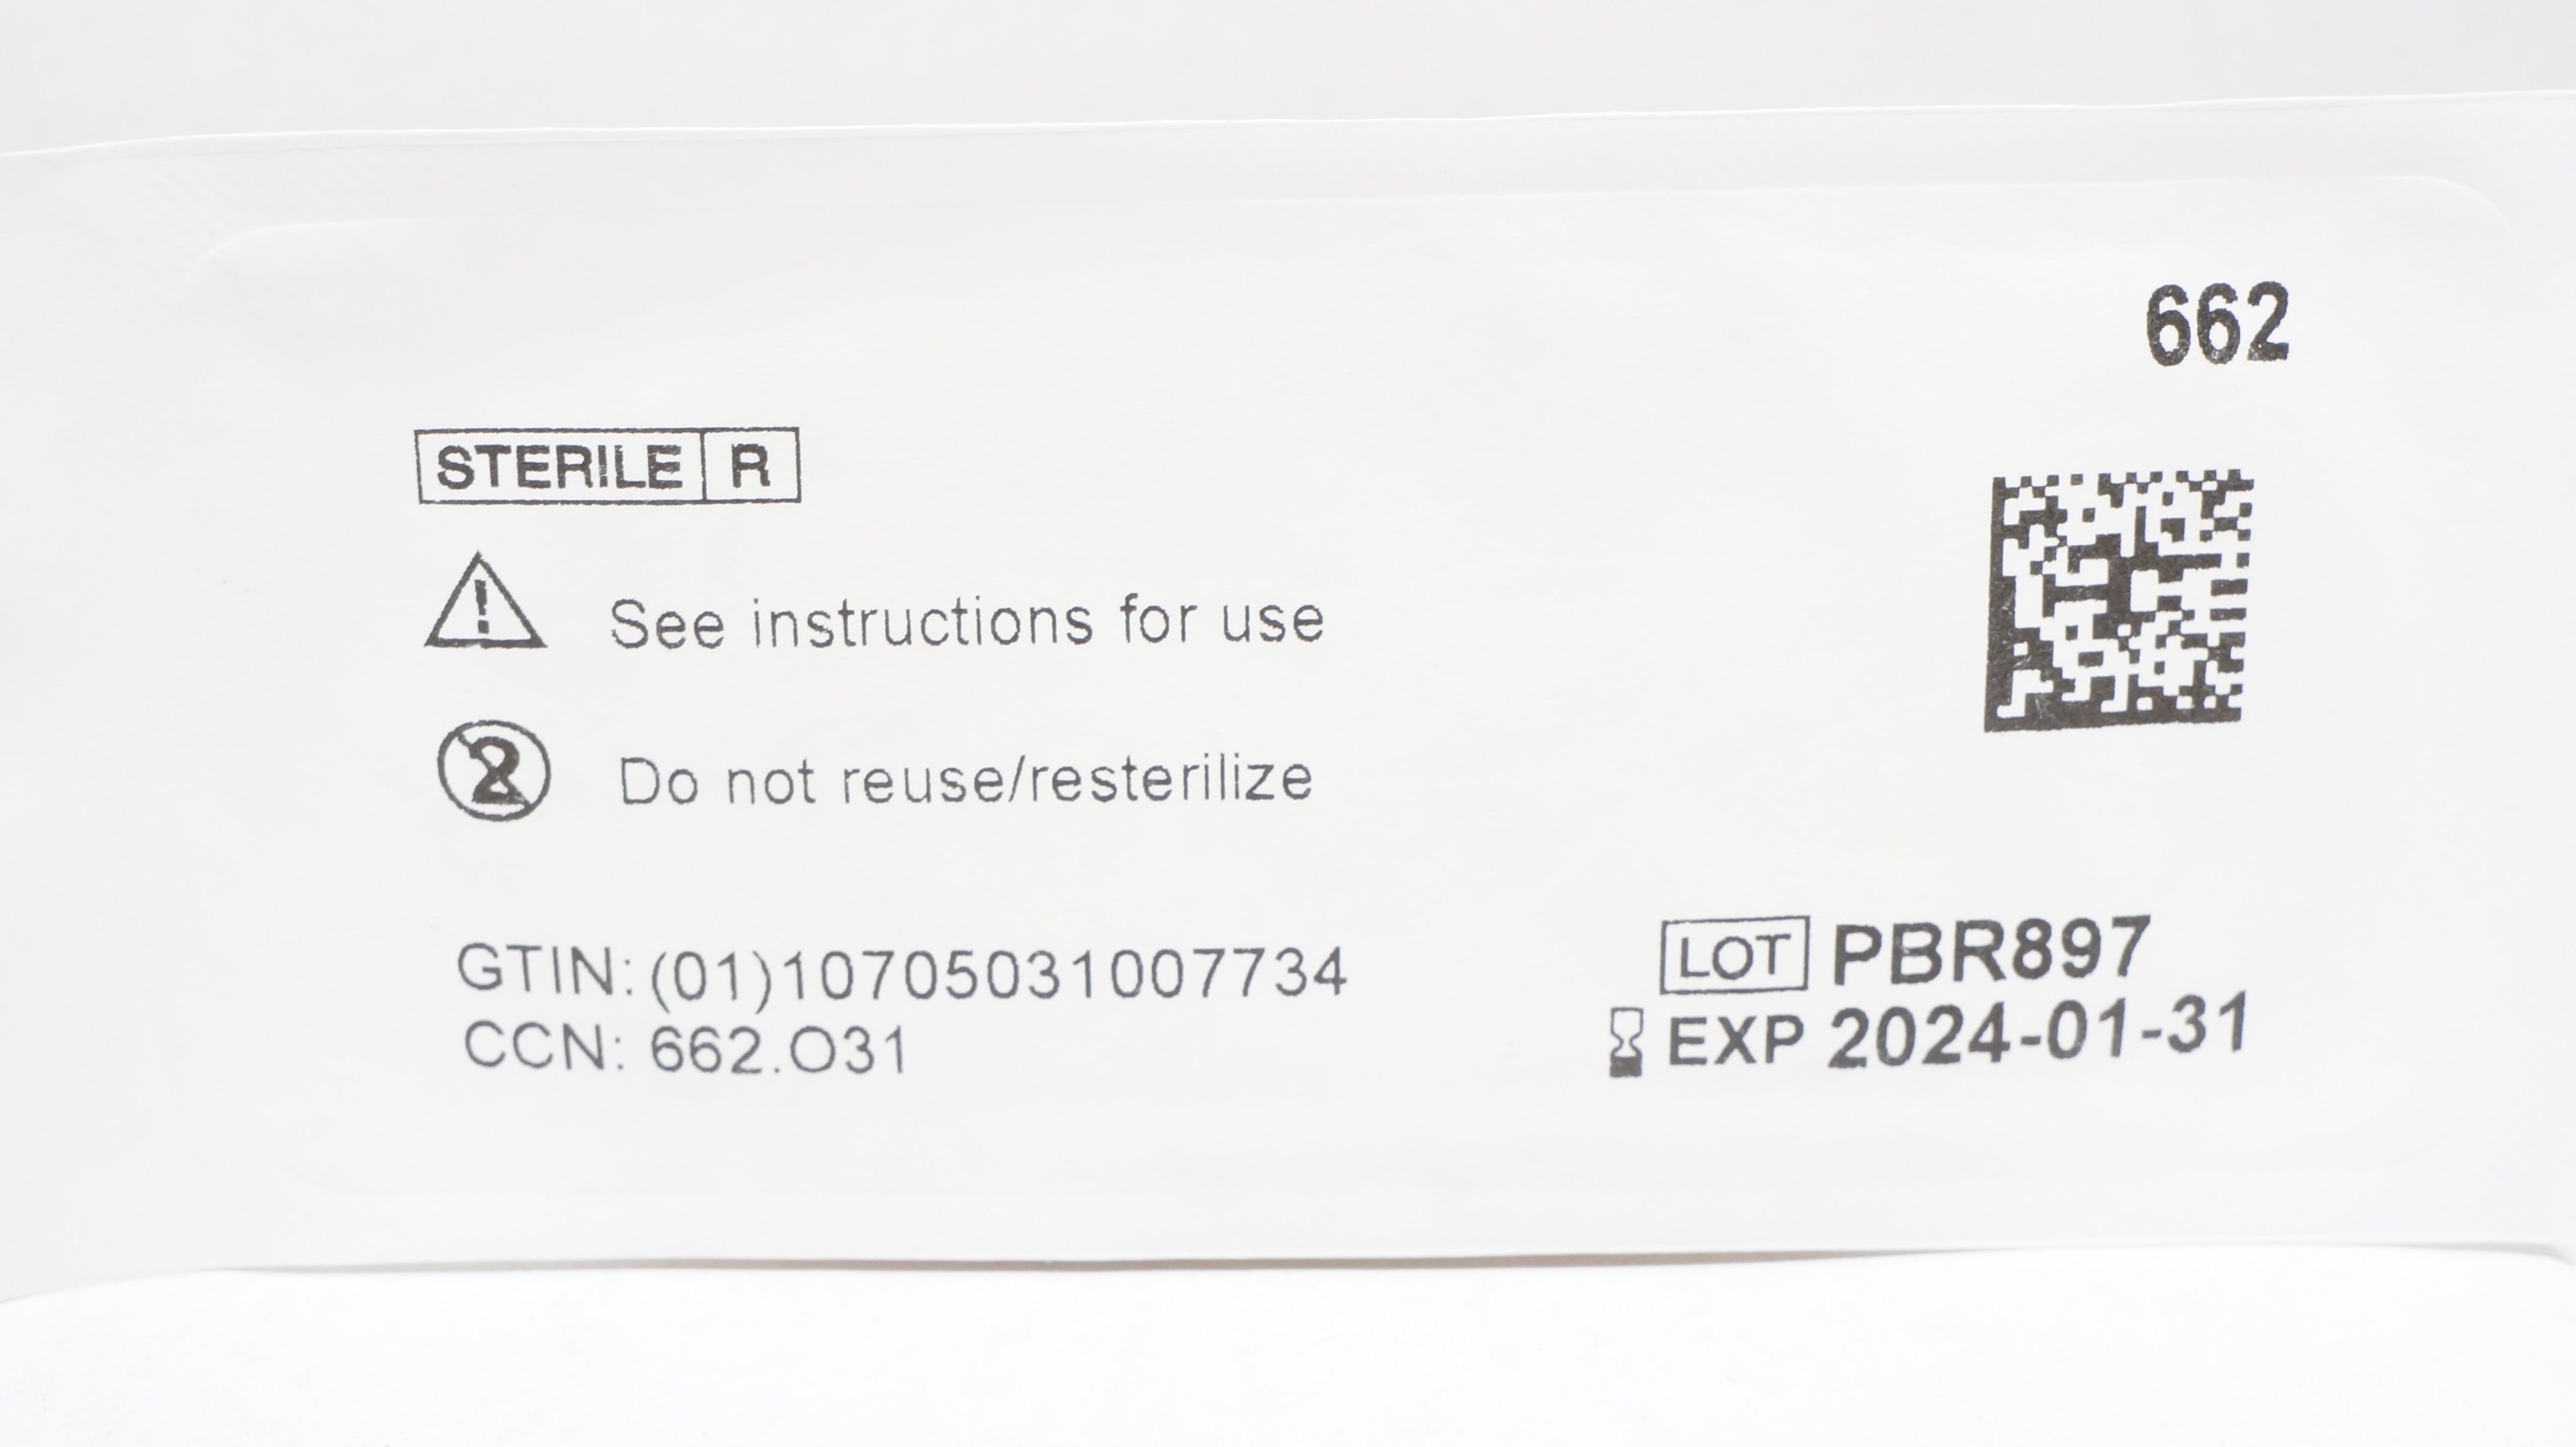 662
STERILE R
See instructions for use
2 Do not reuse/resterilize
GTIN: (01)10705031007734
CCN: 662.O31
LOT PBR897
EXP 2024-01-31